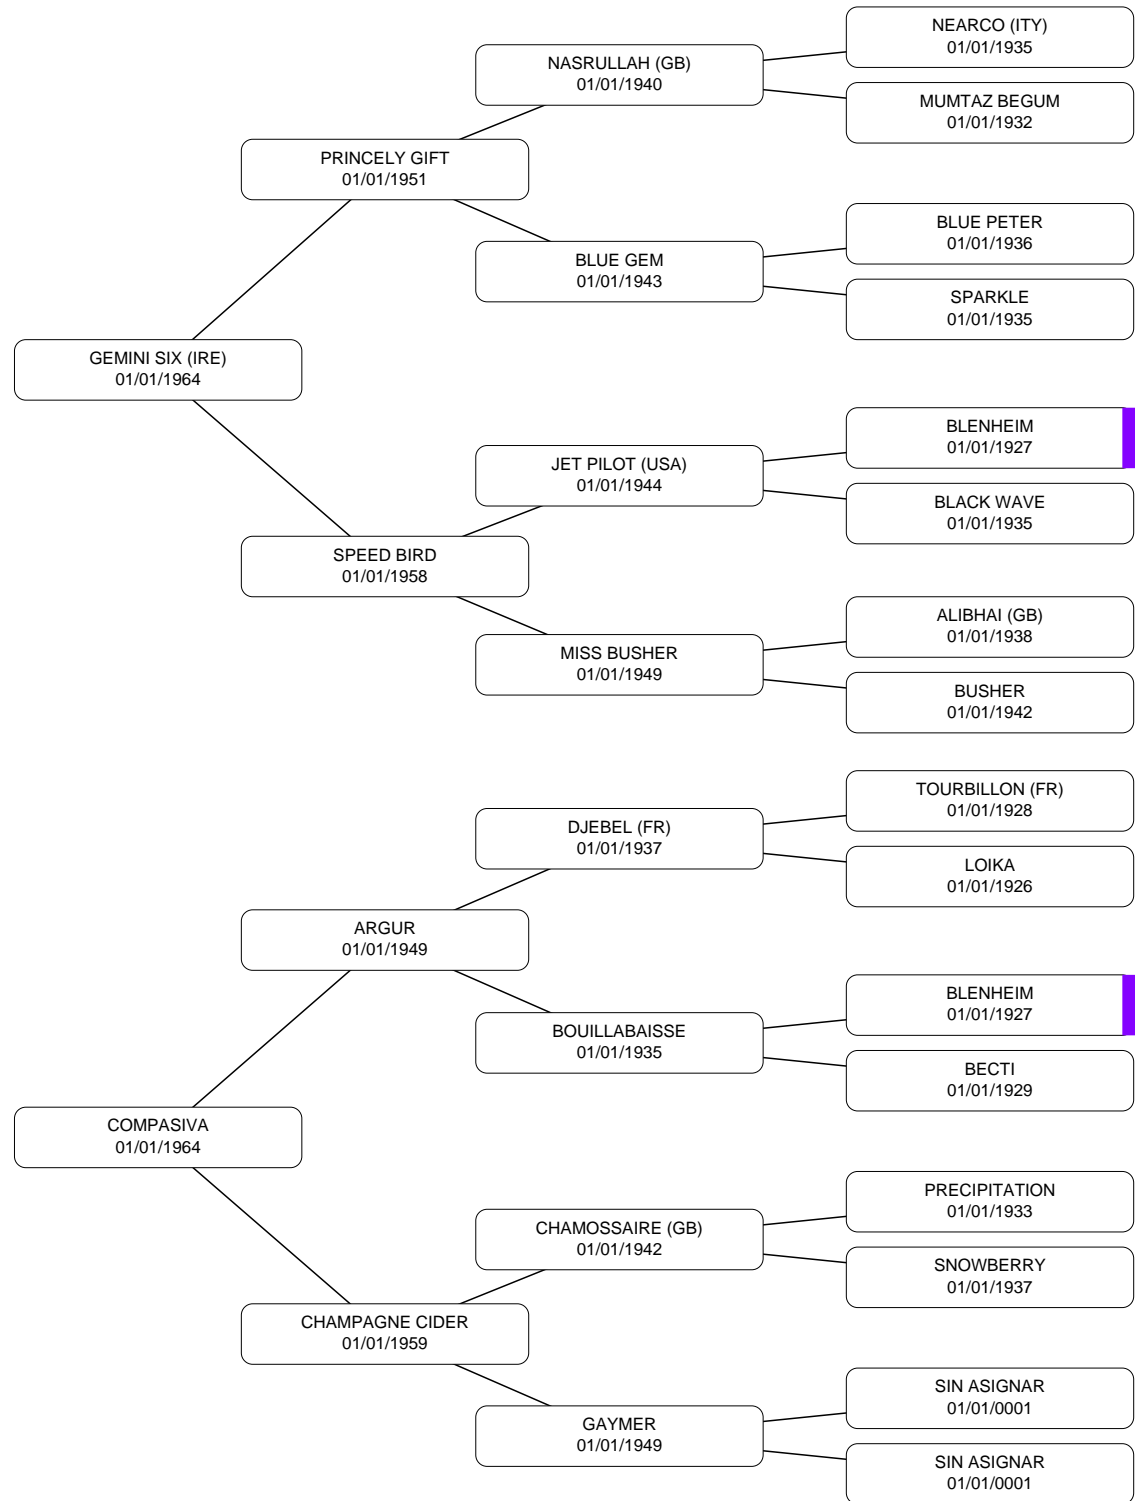 NEARCO (ITY)
01/01/1935
NASRULLAH (GB)
01/01/1940
MUMTAZ BEGUM
01/01/1932
PRINCELY GIFT
01/01/1951
BLUE PETER
01/01/1936
BLUE GEM
01/01/1943
SPARKLE
01/01/1935
GEMINI SIX (IRE)
01/01/1964
BLENHEIM
01/01/1927
JET PILOT (USA)
01/01/1944
BLACK WAVE
01/01/1935
SPEED BIRD
01/01/1958
ALIBHAI (GB)
01/01/1938
MISS BUSHER
01/01/1949
BUSHER
01/01/1942
TOURBILLON (FR)
01/01/1928
DJEBEL (FR)
01/01/1937
LOIKA
01/01/1926
ARGUR
01/01/1949
BLENHEIM
01/01/1927
BOUILLABAISSE
01/01/1935
BECTI
01/01/1929
COMPASIVA
01/01/1964
PRECIPITATION
01/01/1933
CHAMOSSAIRE (GB)
01/01/1942
SNOWBERRY
01/01/1937
CHAMPAGNE CIDER
01/01/1959
SIN ASIGNAR
01/01/0001
GAYMER
01/01/1949
SIN ASIGNAR
01/01/0001